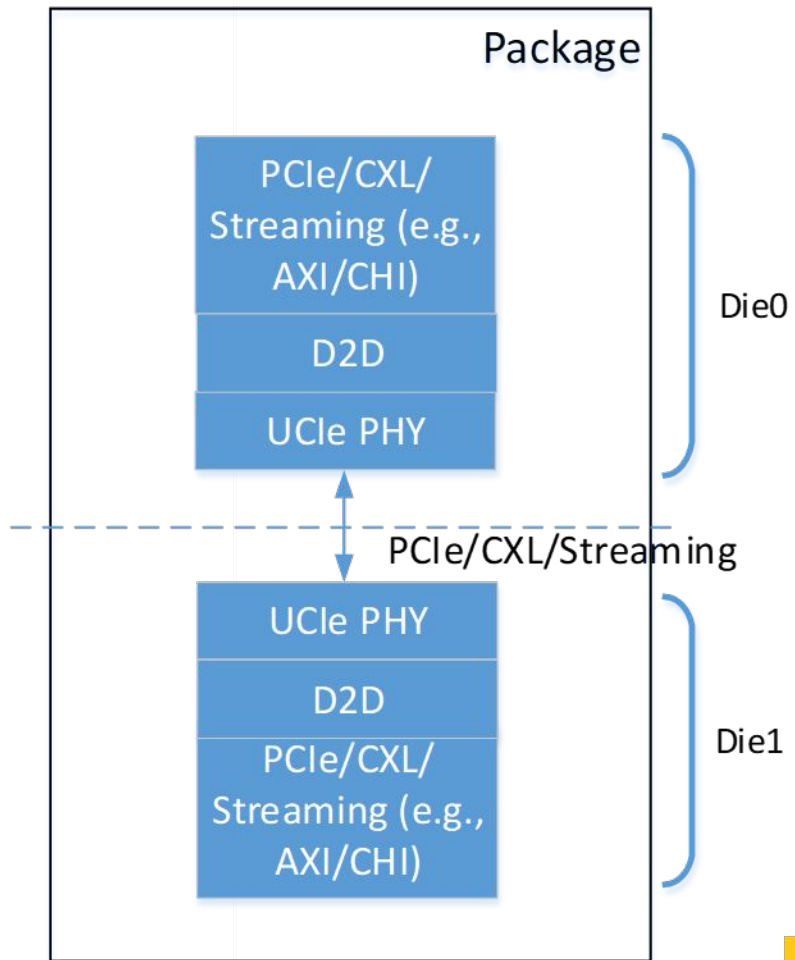 Package
PCIe/CXL/
Streaming (e.g.,
AXI/CHI)
D2D
UCIe PHY
Die0
PCIe/CXL/Streaming
UCIe PHY
D2D
PCIe/CXL/
Streaming (e.g.,
AXI/CHI)
Die1